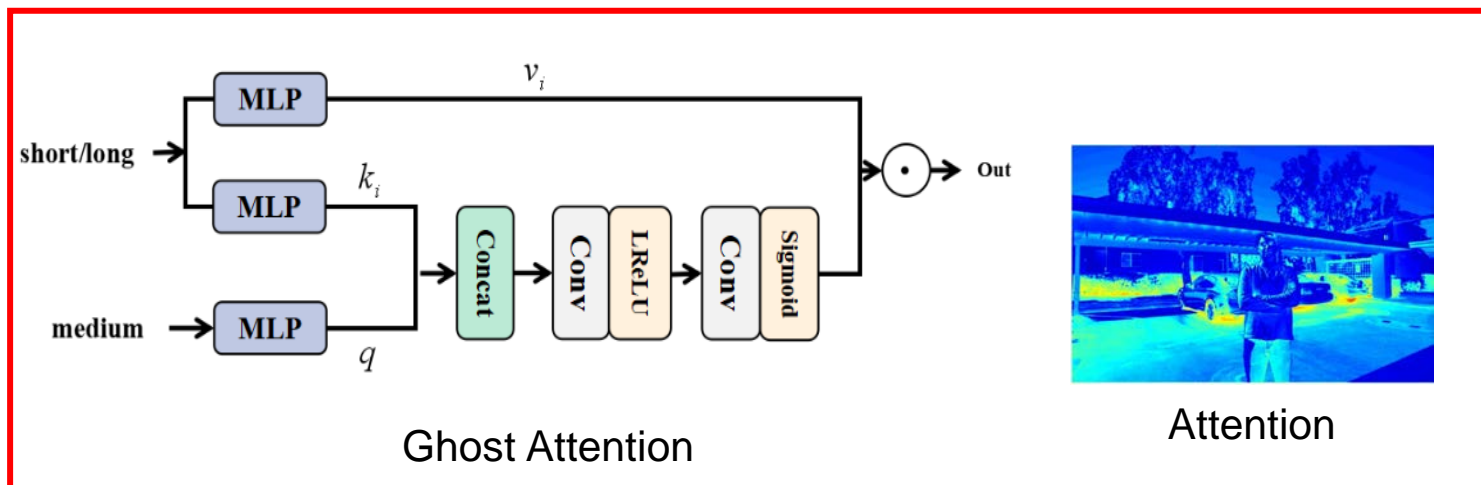 MLP
v_i
short/long
MLP
k_i
Concat
Conv
LReLU
Conv
Sigmoid
Out
medium
MLP
q
Ghost Attention
Attention